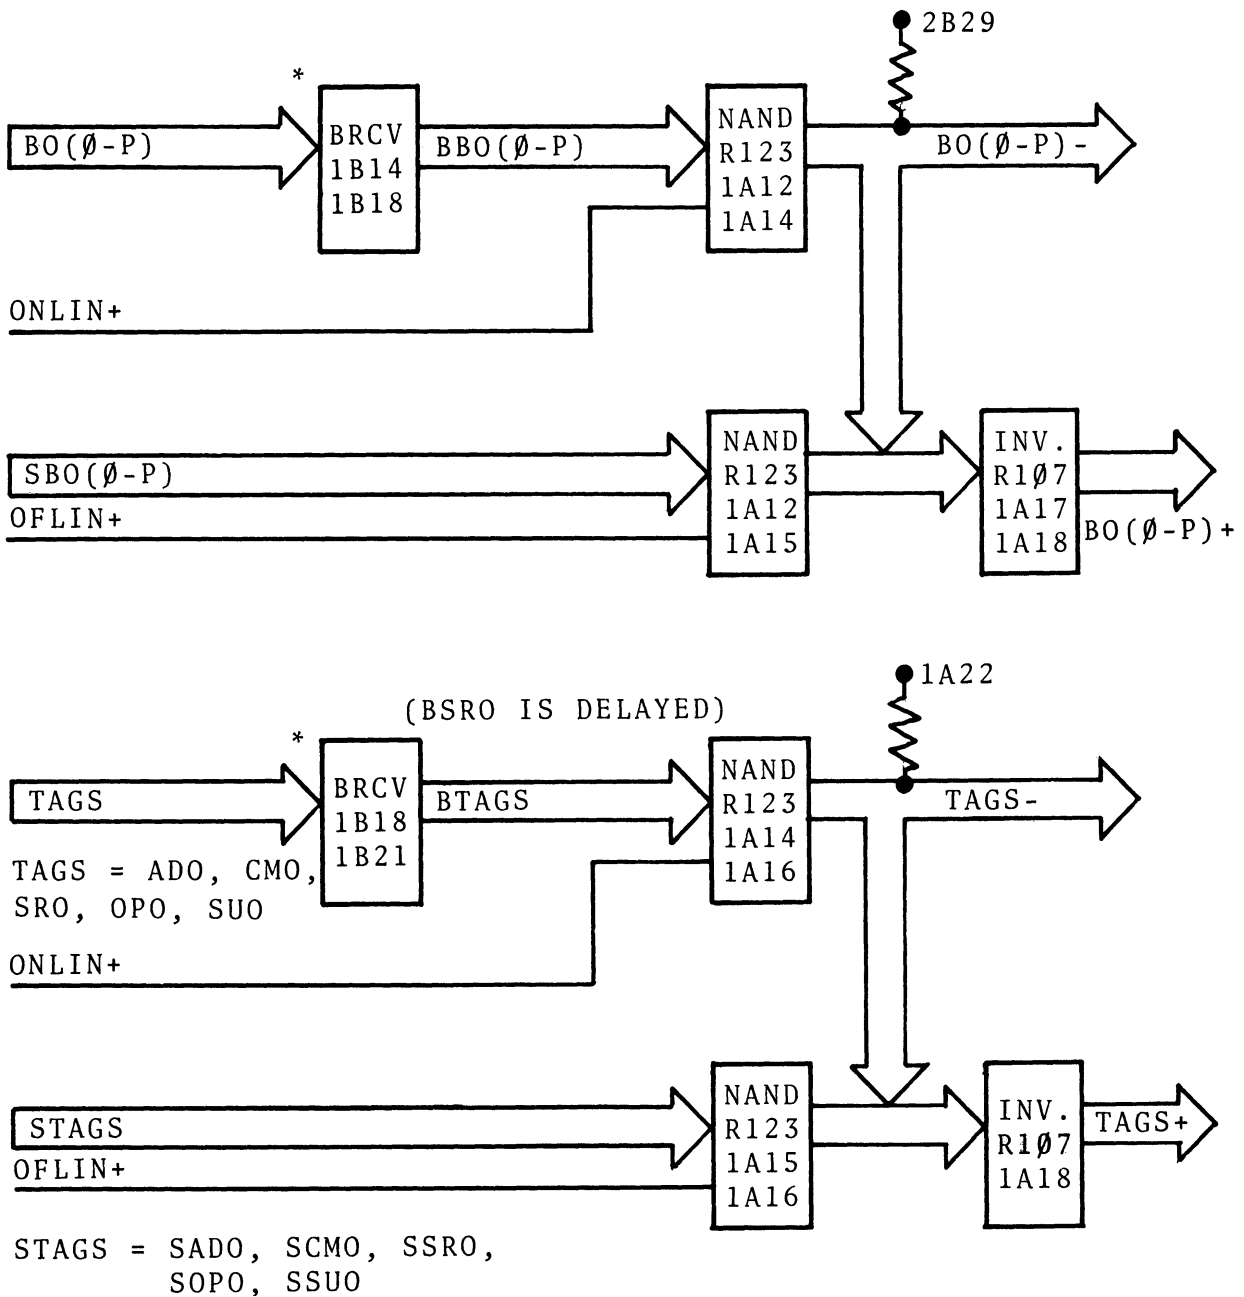 2B29
*
BO(Ø-P)
BRCV
1B14
1B18
BBO(Ø-P)
NAND
R123
1A12
1A14
BO(Ø-P)-
ONLIN+
SBO(Ø-P)
OFLIN+
NAND
R123
1A12
1A15
INV.
R1Ø7
1A17
1A18
BO(Ø-P)+
1A22
(BSRO IS DELAYED)
*
TAGS
BRCV
1B18
1B21
BTAGS
NAND
R123
1A14
1A16
TAGS-
TAGS = ADO, CMO,
SRO, OPO, SUO
ONLIN+
STAGS
OFLIN+
NAND
R123
1A15
1A16
INV.
R1Ø7
1A18
TAGS+
STAGS = SADO, SCMO, SSRO,
SOPO, SSUO